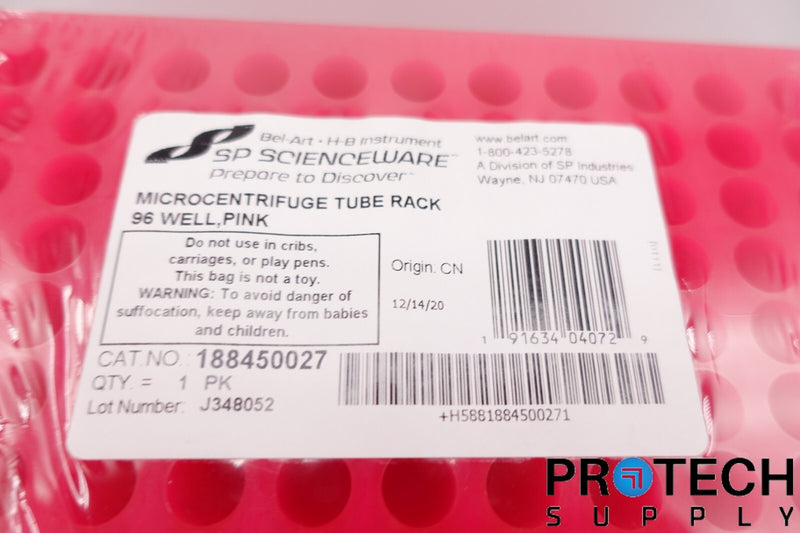 Bel-Art · H-B Instrument
SP SCIENCEWARE™
Prepare to Discover™
www.belart.com
1-800-423-5278
A Division of SP Industries
Wayne, NJ 07470 USA
MICROCENTRIFUGE TUBE RACK
96 WELL,PINK
Do not use in cribs,
carriages, or play pens.
This bag is not a toy.
WARNING: To avoid danger of
suffocation, keep away from babies
and children.
Origin: CN
12/14/20
1 91634 04072 9
CAT.NO.: 188450027
QTY. = 1 PK
Lot Number: J348052
+H5881884500271
PROTECH
SUPPLY